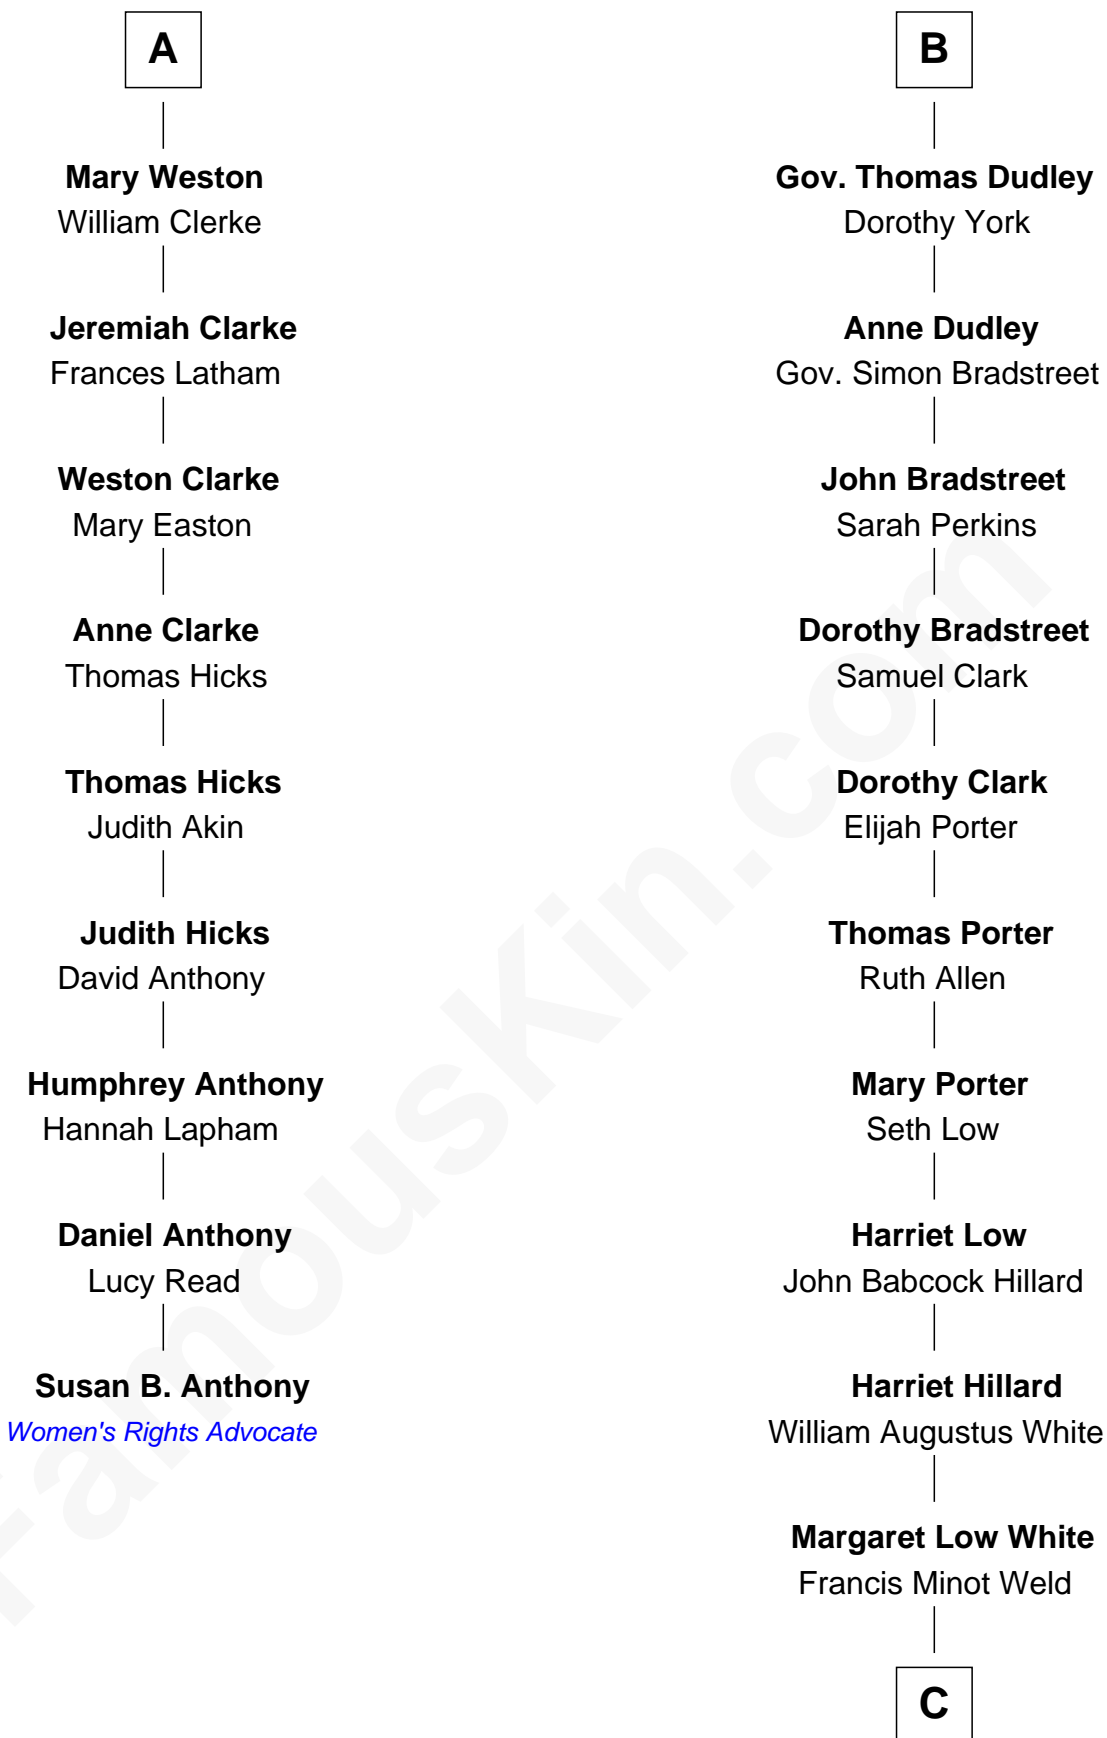 A
Mary Weston
William Clerke
Jeremiah Clarke
Frances Latham
Weston Clarke
Mary Easton
Anne Clarke
Thomas Hicks
Thomas Hicks
Judith Akin
Judith Hicks
David Anthony
Humphrey Anthony
Hannah Lapham
Daniel Anthony
Lucy Read
Susan B. Anthony
Women's Rights Advocate
B
Gov. Thomas Dudley
Dorothy York
Anne Dudley
Gov. Simon Bradstreet
John Bradstreet
Sarah Perkins
Dorothy Bradstreet
Samuel Clark
Dorothy Clark
Elijah Porter
Thomas Porter
Ruth Allen
Mary Porter
Seth Low
Harriet Low
John Babcock Hillard
Harriet Hillard
William Augustus White
Margaret Low White
Francis Minot Weld
C
FamousKin.com